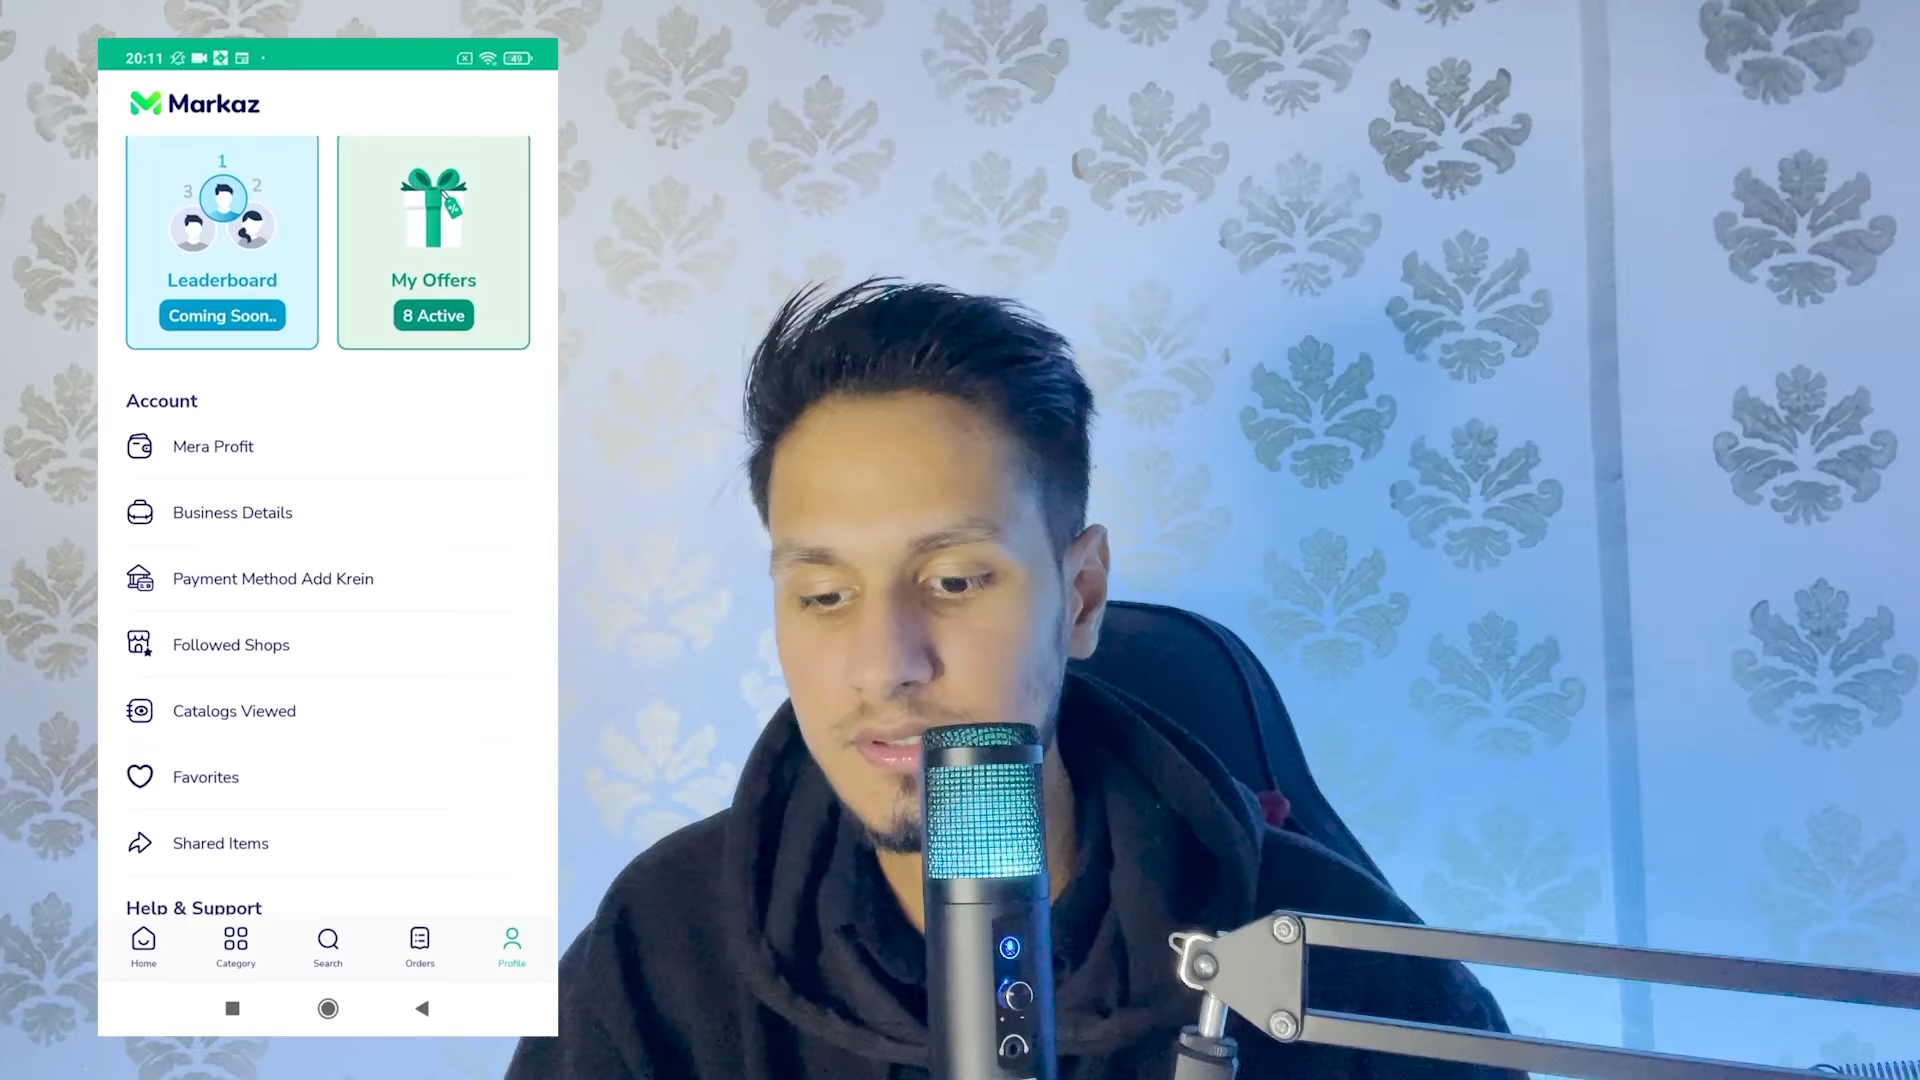 20:11
49
Markaz
1
3
2
Leaderboard
Coming Soon..
My Offers
8 Active
Account
Mera Profit
Business Details
Payment Method Add Krein
Followed Shops
Catalogs Viewed
Favorites
Shared Items
Help & Support
Home
Category
Search
Orders
Profile